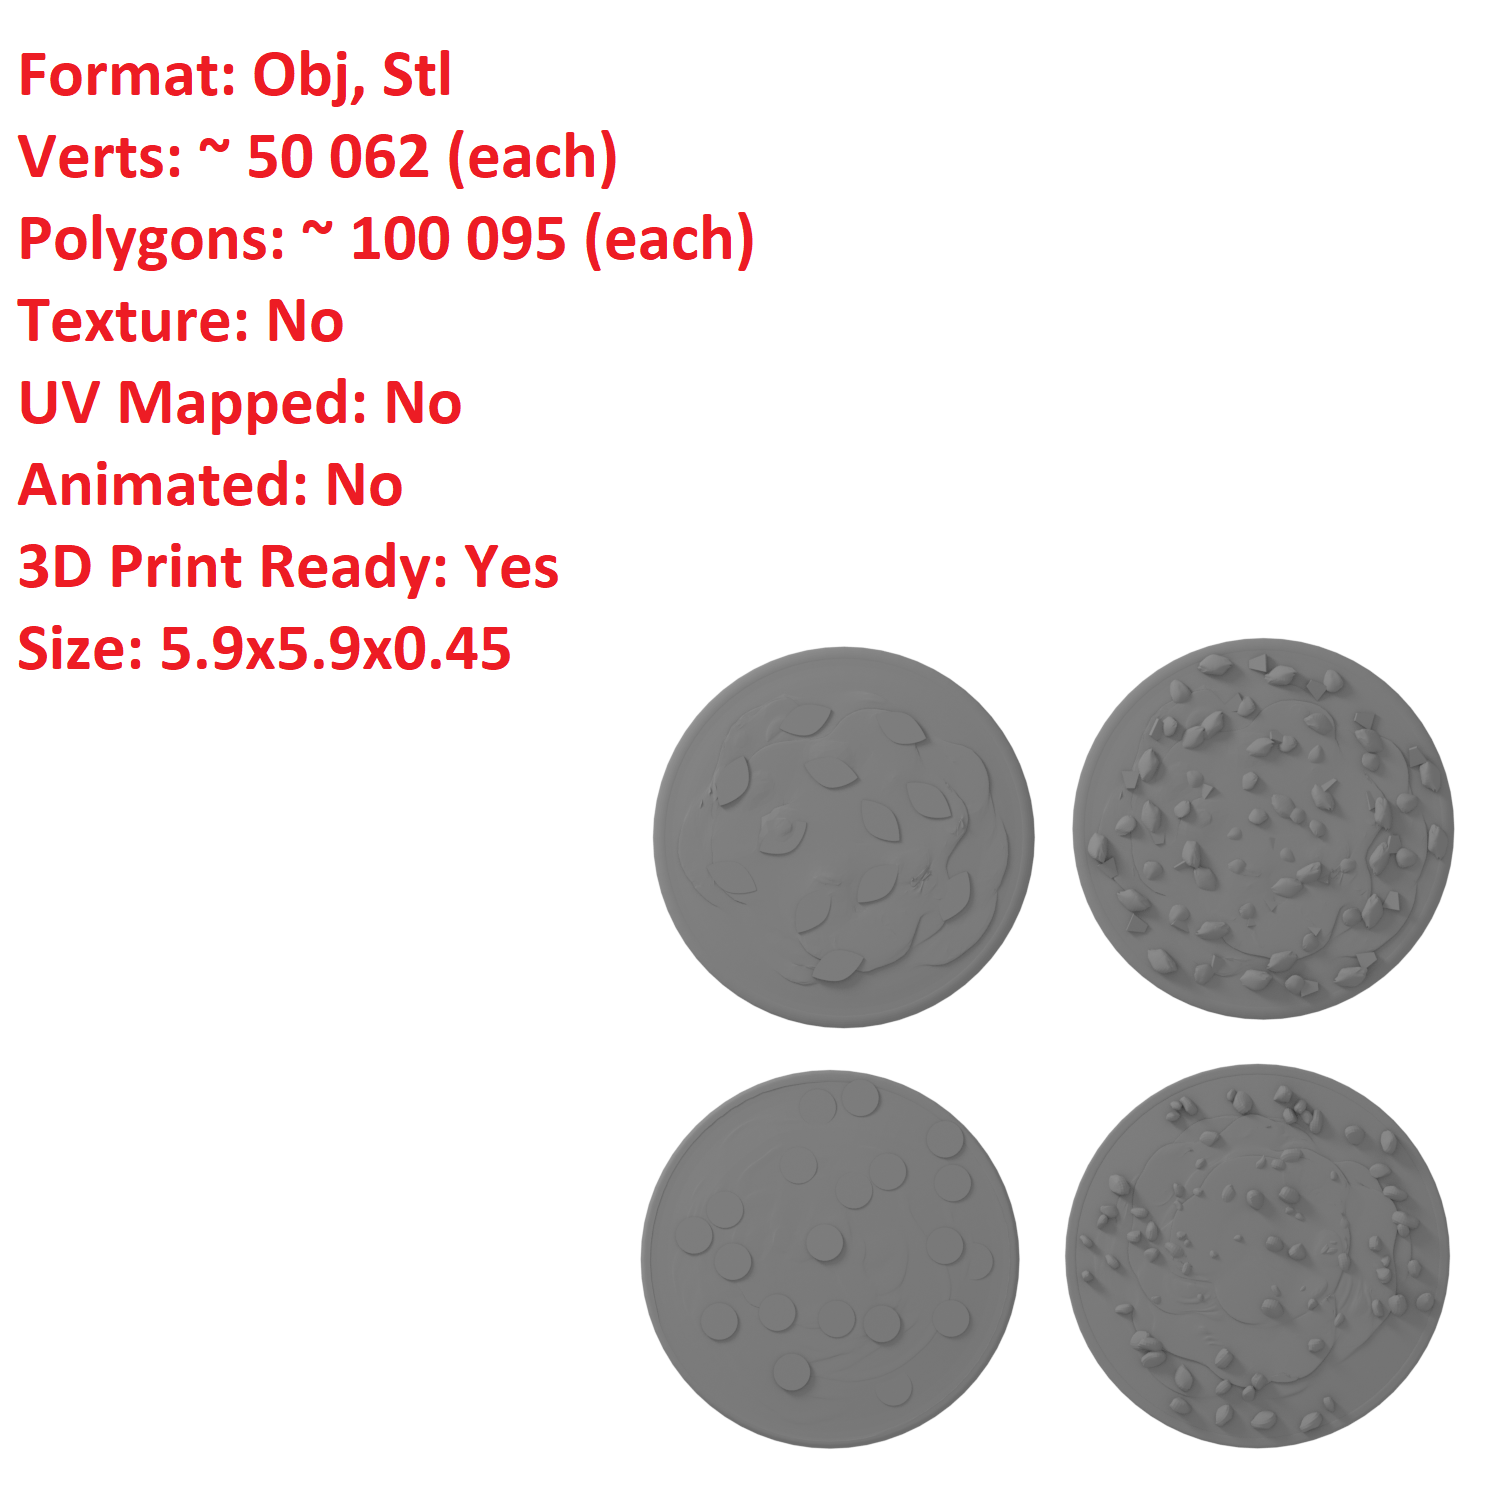 Format: Obj, Stl
Verts: ~ 50 062 (each)
Polygons: ~ 100 095 (each)
Texture: No
UV Mapped: No
Animated: No
3D Print Ready: Yes
Size: 5.9x5.9x0.45